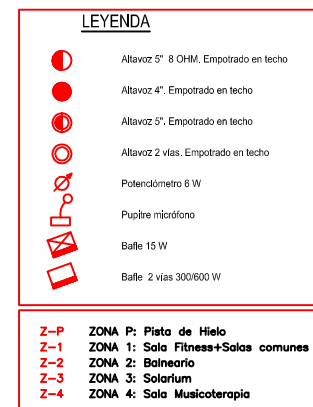 LEYENDA
Altavoz 5" 8 OHM. Empotrado en techo
Altavoz 4". Empotrado en techo
Altavoz 5". Empotrado en techo
Altavoz 2 vías. Empotrado en techo
Potenciómetro 6 W
Pupitre micrófono
Bafle 15 W
Bafle 2 vías 300/600 W
Z-P ZONA P: Pista de Hielo
Z-1 ZONA 1: Sala Fitness+Salas comunes
Z-2 ZONA 2: Balneario
Z-3 ZONA 3: Solarium
Z-4 ZONA 4: Sala Musicoterapia